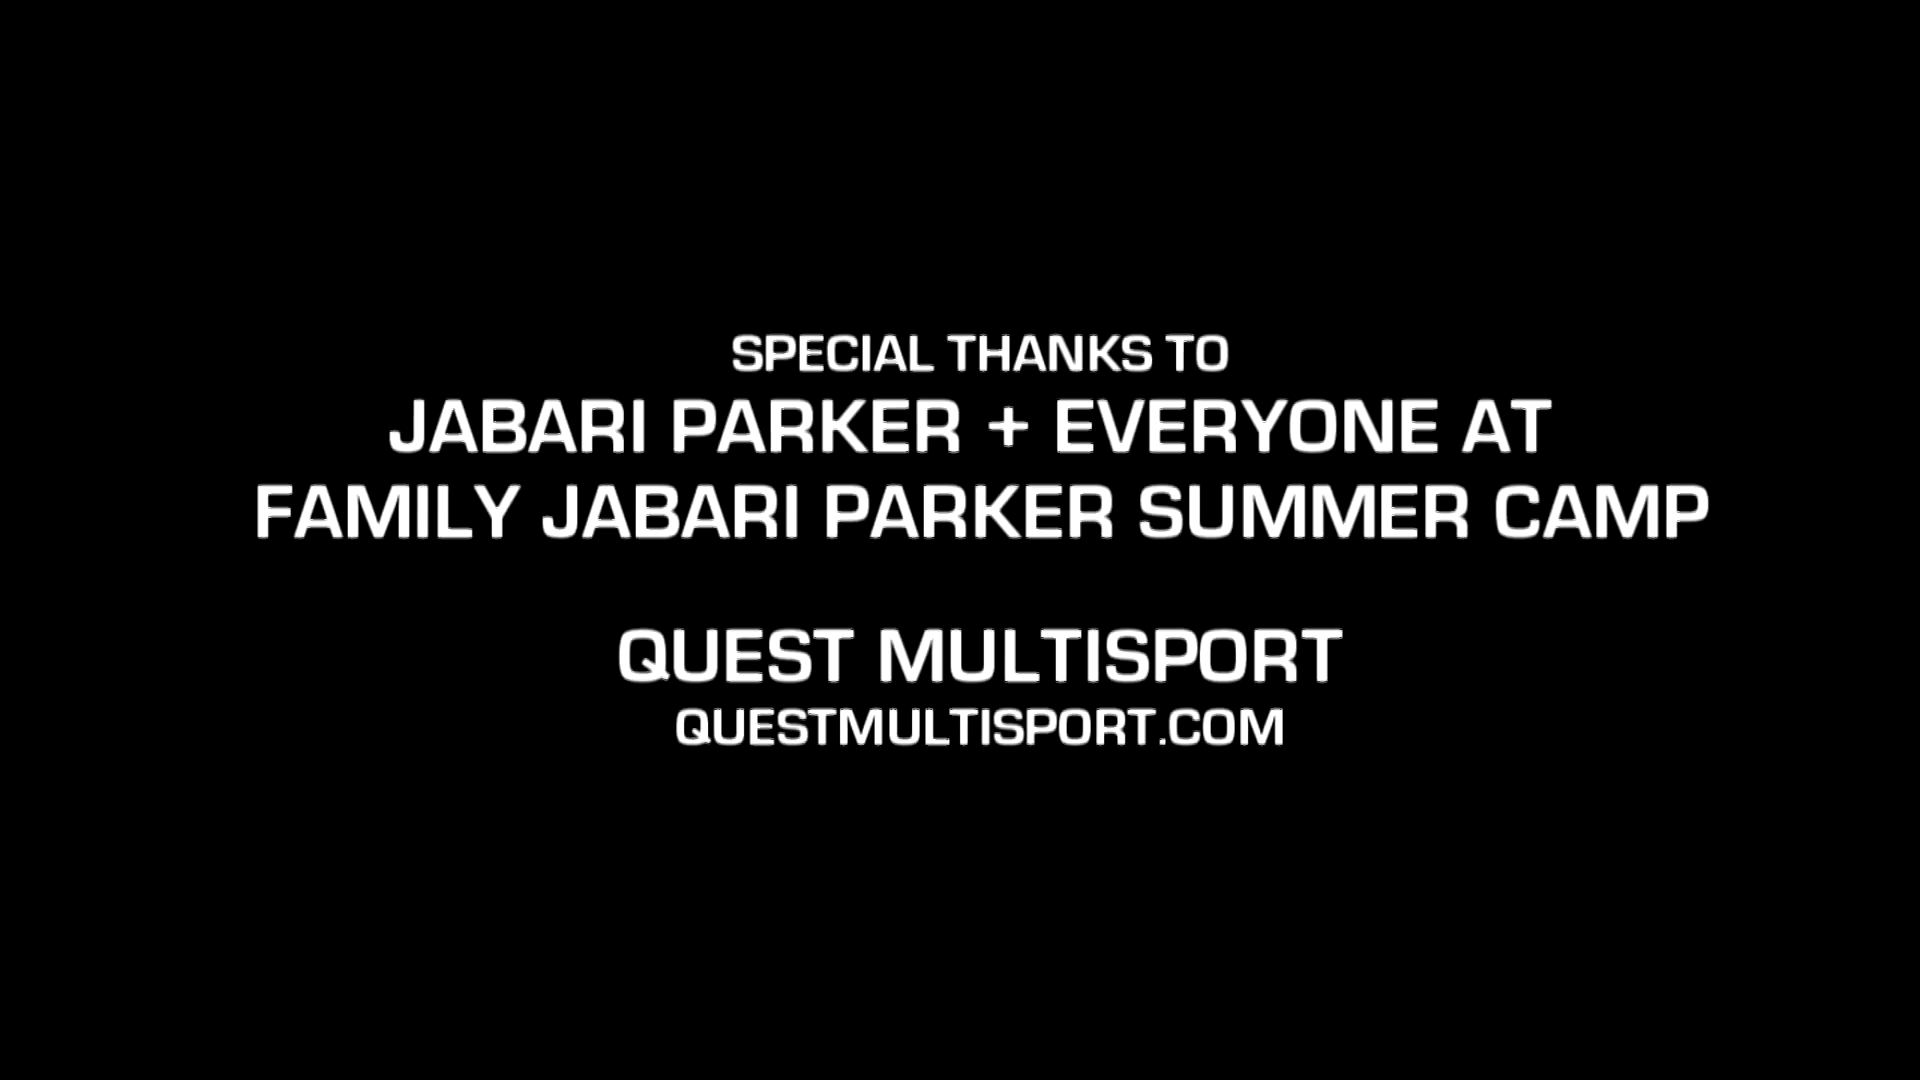 SPECIAL THANKS TO
JABARI PARKER + EVERYONE AT
FAMILY JABARI PARKER SUMMER CAMP
QUEST MULTISPORT
QUESTMULTISPORT.COM